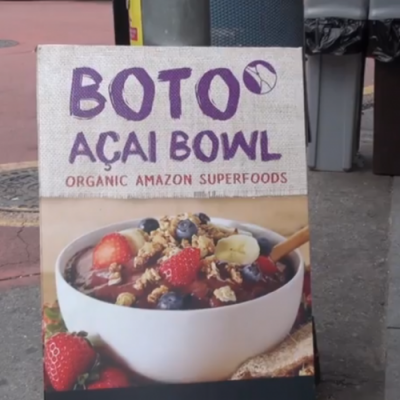 BOTO
AÇAI BOWL
ORGANIC AMAZON SUPERFOODS